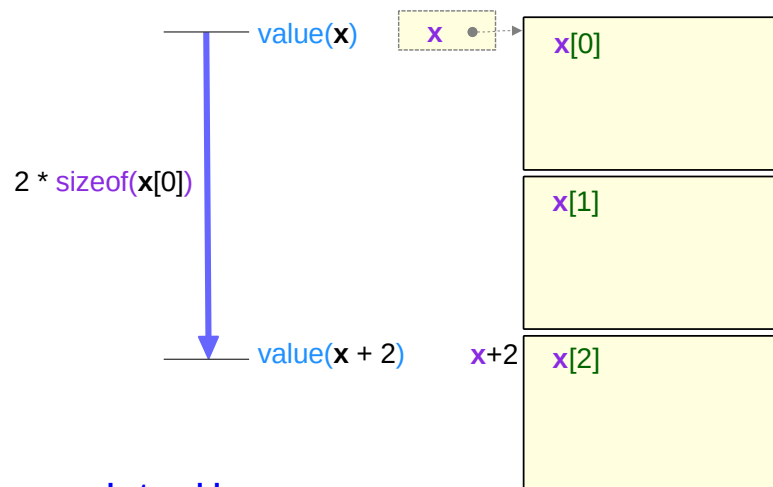 value(x)
x
x[0]
2 * sizeof(x[0])
x[1]
value(x + 2)
x+2
x[2]